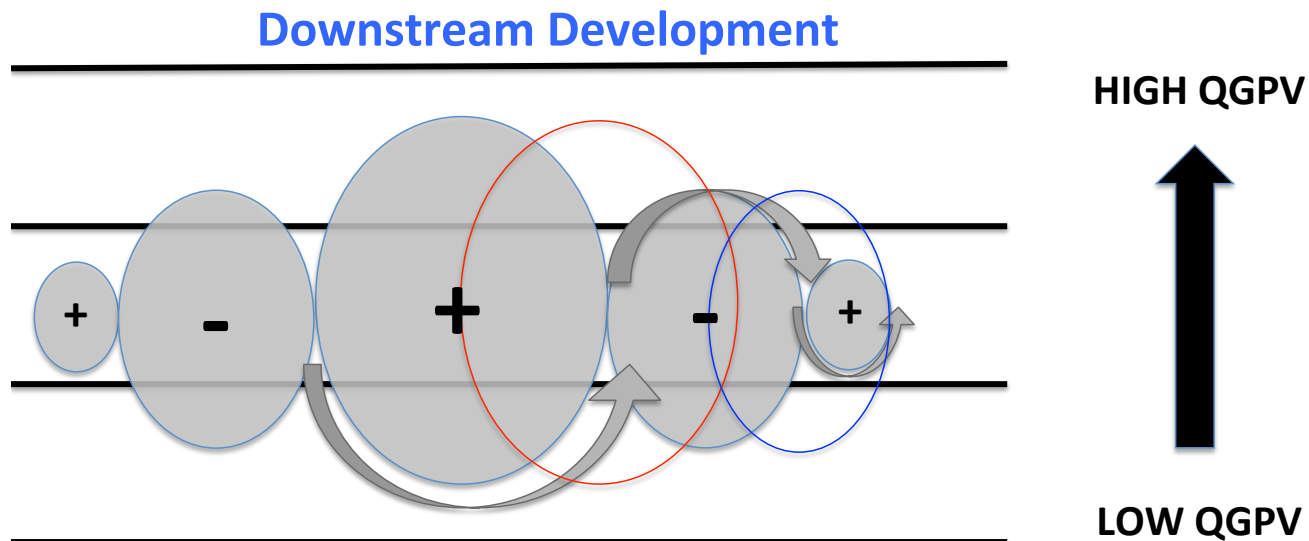 Downstream Development
HIGH QGPV
+ - + - +
LOW QGPV